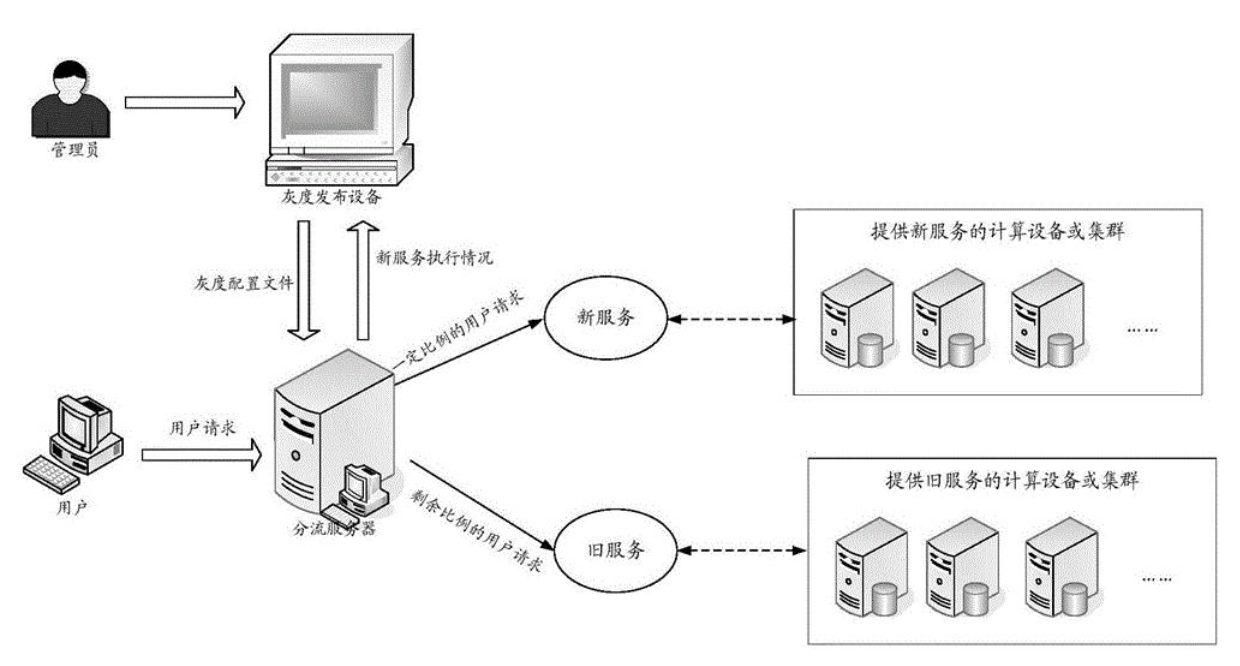 管理员
灰度发布设备
灰度配置文件
新服务执行情况
提供新服务的计算设备或集群
一定比例的用户请求
新服务
……
用户请求
用户
分流服务器
剩余比例的用户请求
旧服务
提供旧服务的计算设备或集群
……